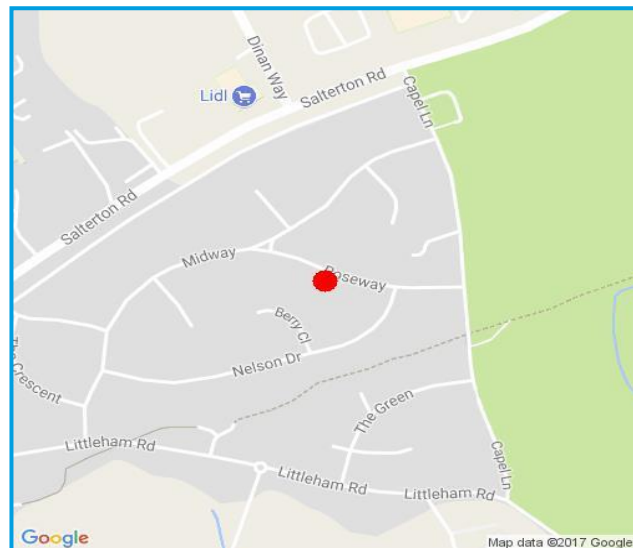 Dinan Way
Lidl
Salterton Rd
Capel Ln
Salterton Rd
Midway
Roseway
Berry Cl
The Crescent
Nelson Dr
The Green
Littleham Rd
Capel Ln
Littleham Rd
Littleham Rd
Google
Map data ©2017 Google